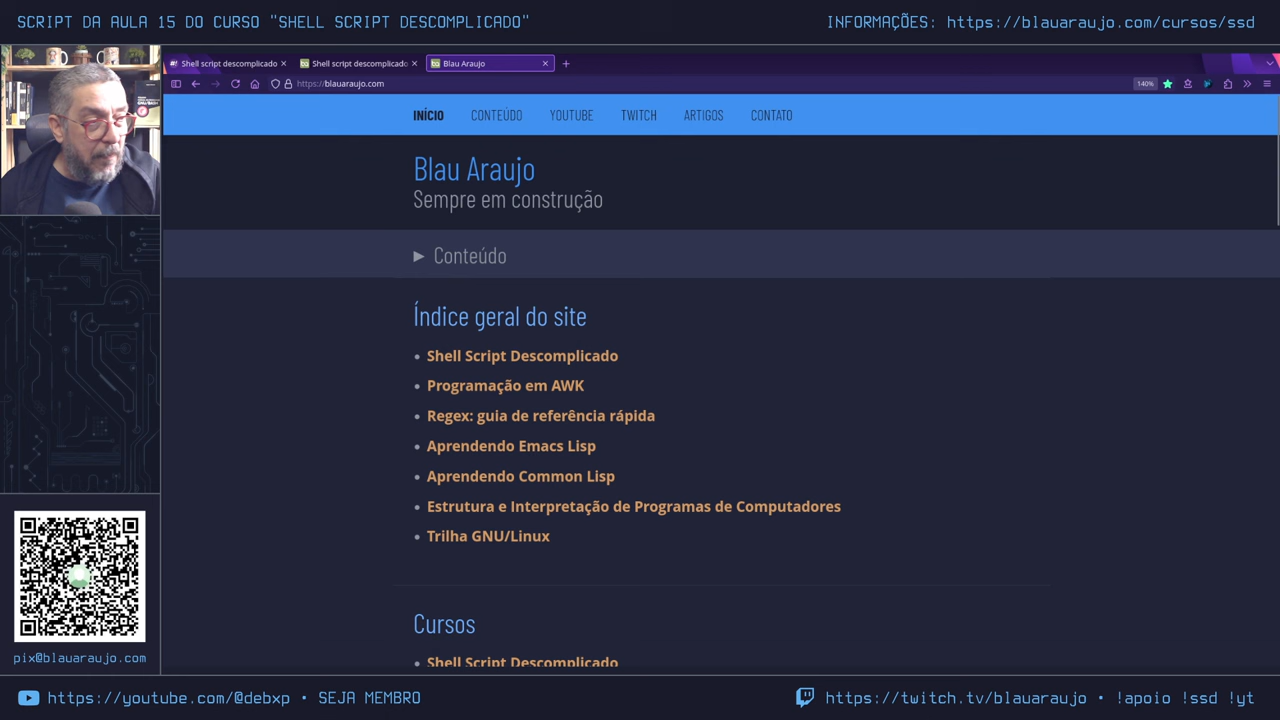 SCRIPT DA AULA 15 DO CURSO "SHELL SCRIPT DESCOMPLICADO"
INFORMAÇÕES: https://blauaraujo.com/cursos/ssd
Shell script descomplicado
Shell script descomplicado
Blau Araujo
https://blauaraujo.com
140%
INÍCIO
CONTEÚDO
YOUTUBE
TWITCH
ARTIGOS
CONTATO
Blau Araujo
Sempre em construção
Conteúdo
Índice geral do site
Shell Script Descomplicado
Programação em AWK
Regex: guia de referência rápida
Aprendendo Emacs Lisp
Aprendendo Common Lisp
Estrutura e Interpretação de Programas de Computadores
Trilha GNU/Linux
Cursos
Shell Script Descomplicado
pix@blauaraujo.com
https://youtube.com/@debxp • SEJA MEMBRO
https://twitch.tv/blauaraujo • !apoio !ssd !yt